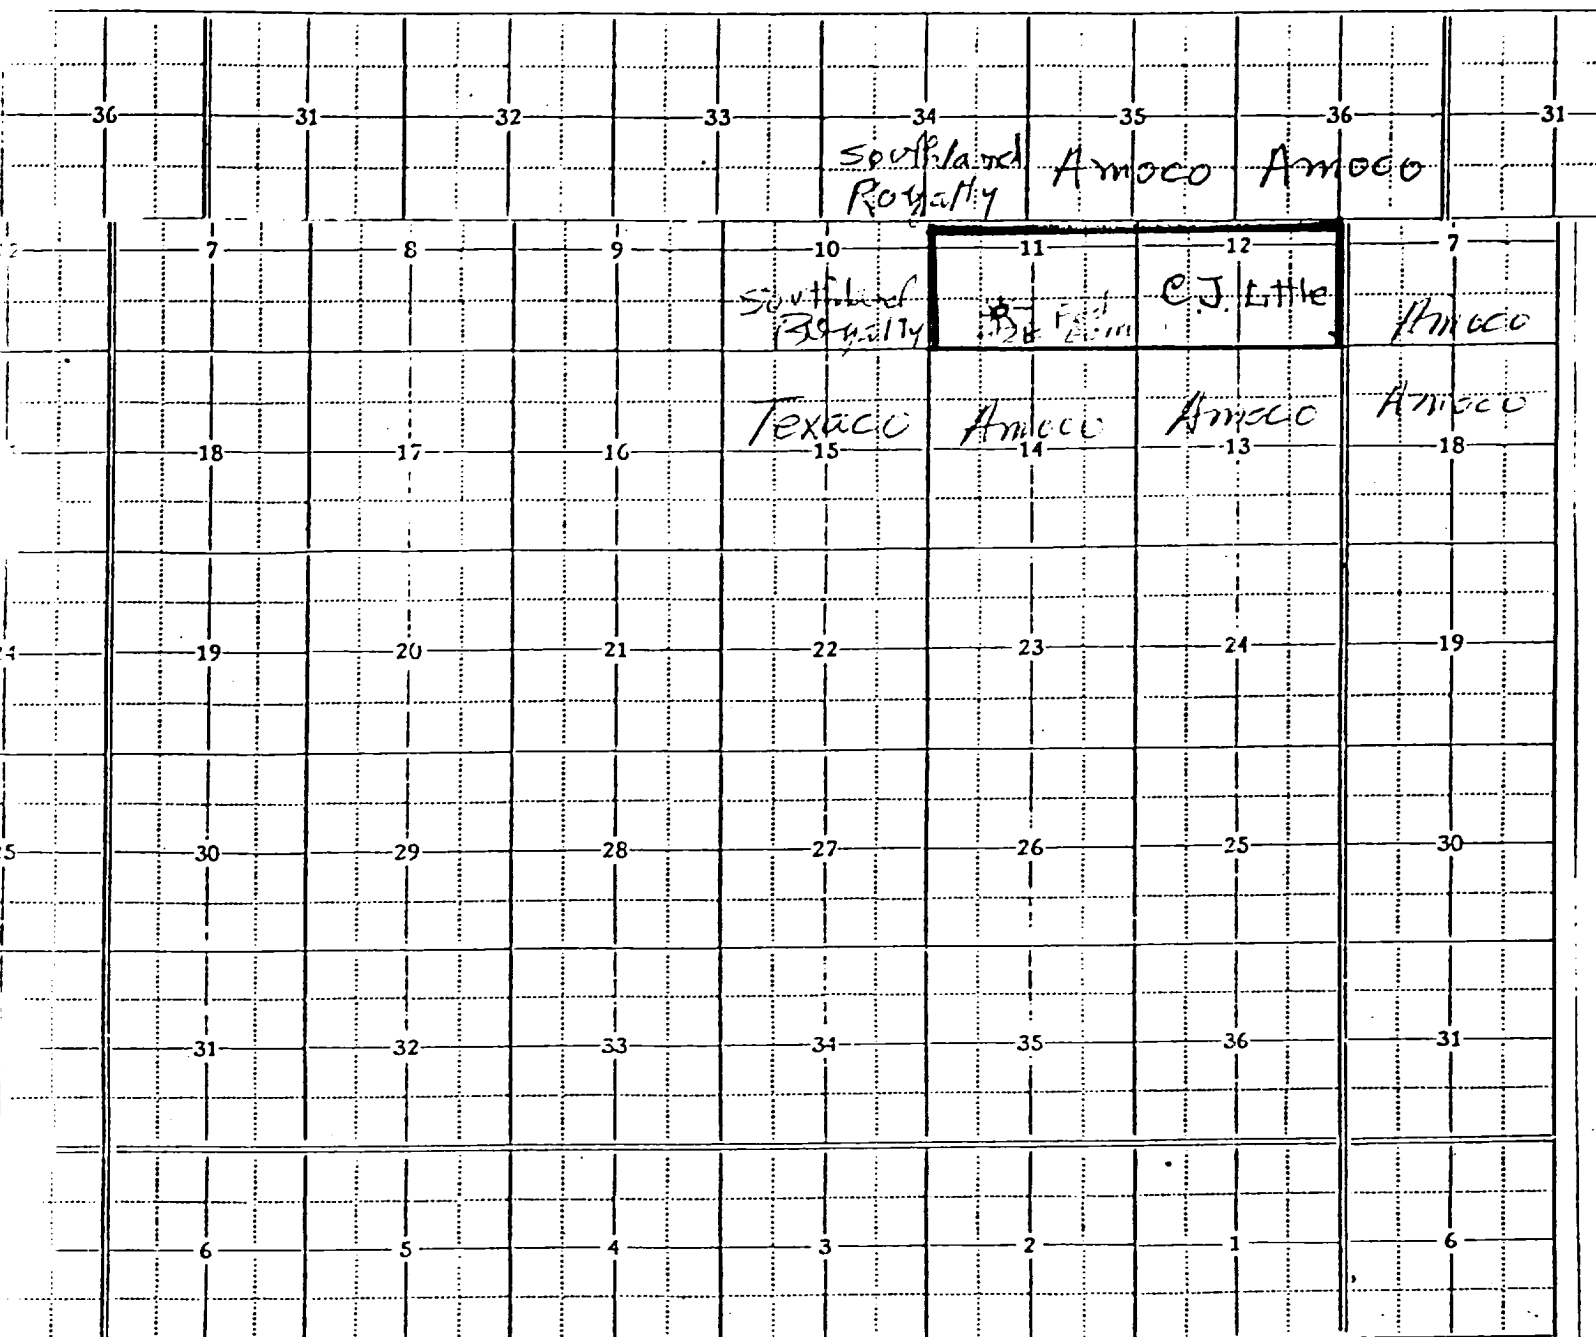 36 31 32 33 34 35 36 31
Southland Amoco Amoco
Royalty
7 8 9 10 11 12 7
Southland C.J. Little
Royalty Amoco
Texaco Amoco Amoco Amoco
18 17 16 15 14 13 18
19 20 21 22 23 24 19
30 29 28 27 26 25 30
31 32 33 34 35 36 31
6 5 4 3 2 1 6